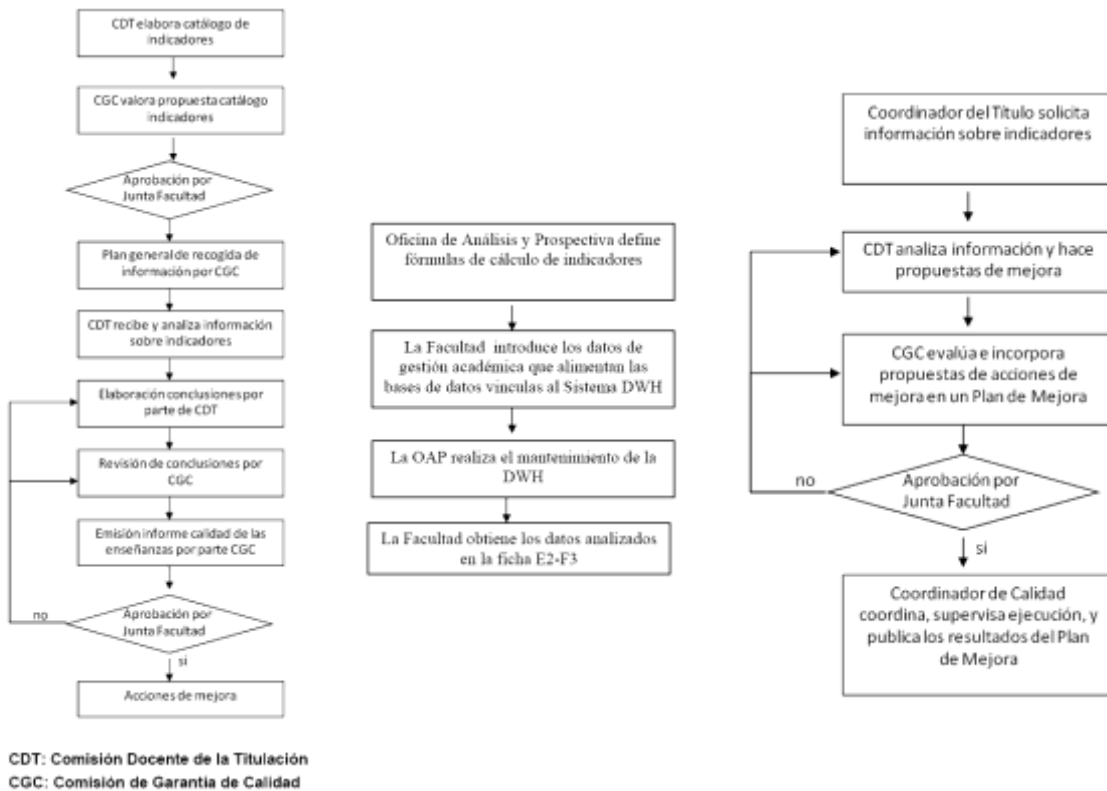 CDT elabora catálogo de
indicadores
CGC valora propuesta catálogo
indicadores
Aprobación por
Junta Facultad
Plan general de recogida de
información por CGC
CDT recibe y analiza información
sobre indicadores
Elaboración conclusiones por
parte de CDT
Revisión de conclusiones por
CGC
Emisión informe calidad de las
enseñanzas por parte CGC
no
Aprobación por
Junta Facultad
si
Acciones de mejora
Oficina de Análisis y Prospectiva define
fórmulas de cálculo de indicadores
La Facultad introduce los datos de
gestión académica que alimentan las
bases de datos vinculas al Sistema DWH
La OAP realiza el mantenimiento de la
DWH
La Facultad obtiene los datos analizados
en la ficha E2-F3
Coordinador del Título solicita
información sobre indicadores
CDT analiza información y hace
propuestas de mejora
CGC evalúa e incorpora
propuestas de acciones de
mejora en un Plan de Mejora
no
Aprobación por
Junta Facultad
si
Coordinador de Calidad
coordina, supervisa ejecución, y
publica los resultados del Plan
de Mejora
CDT: Comisión Docente de la Titulación
CGC: Comisión de Garantía de Calidad